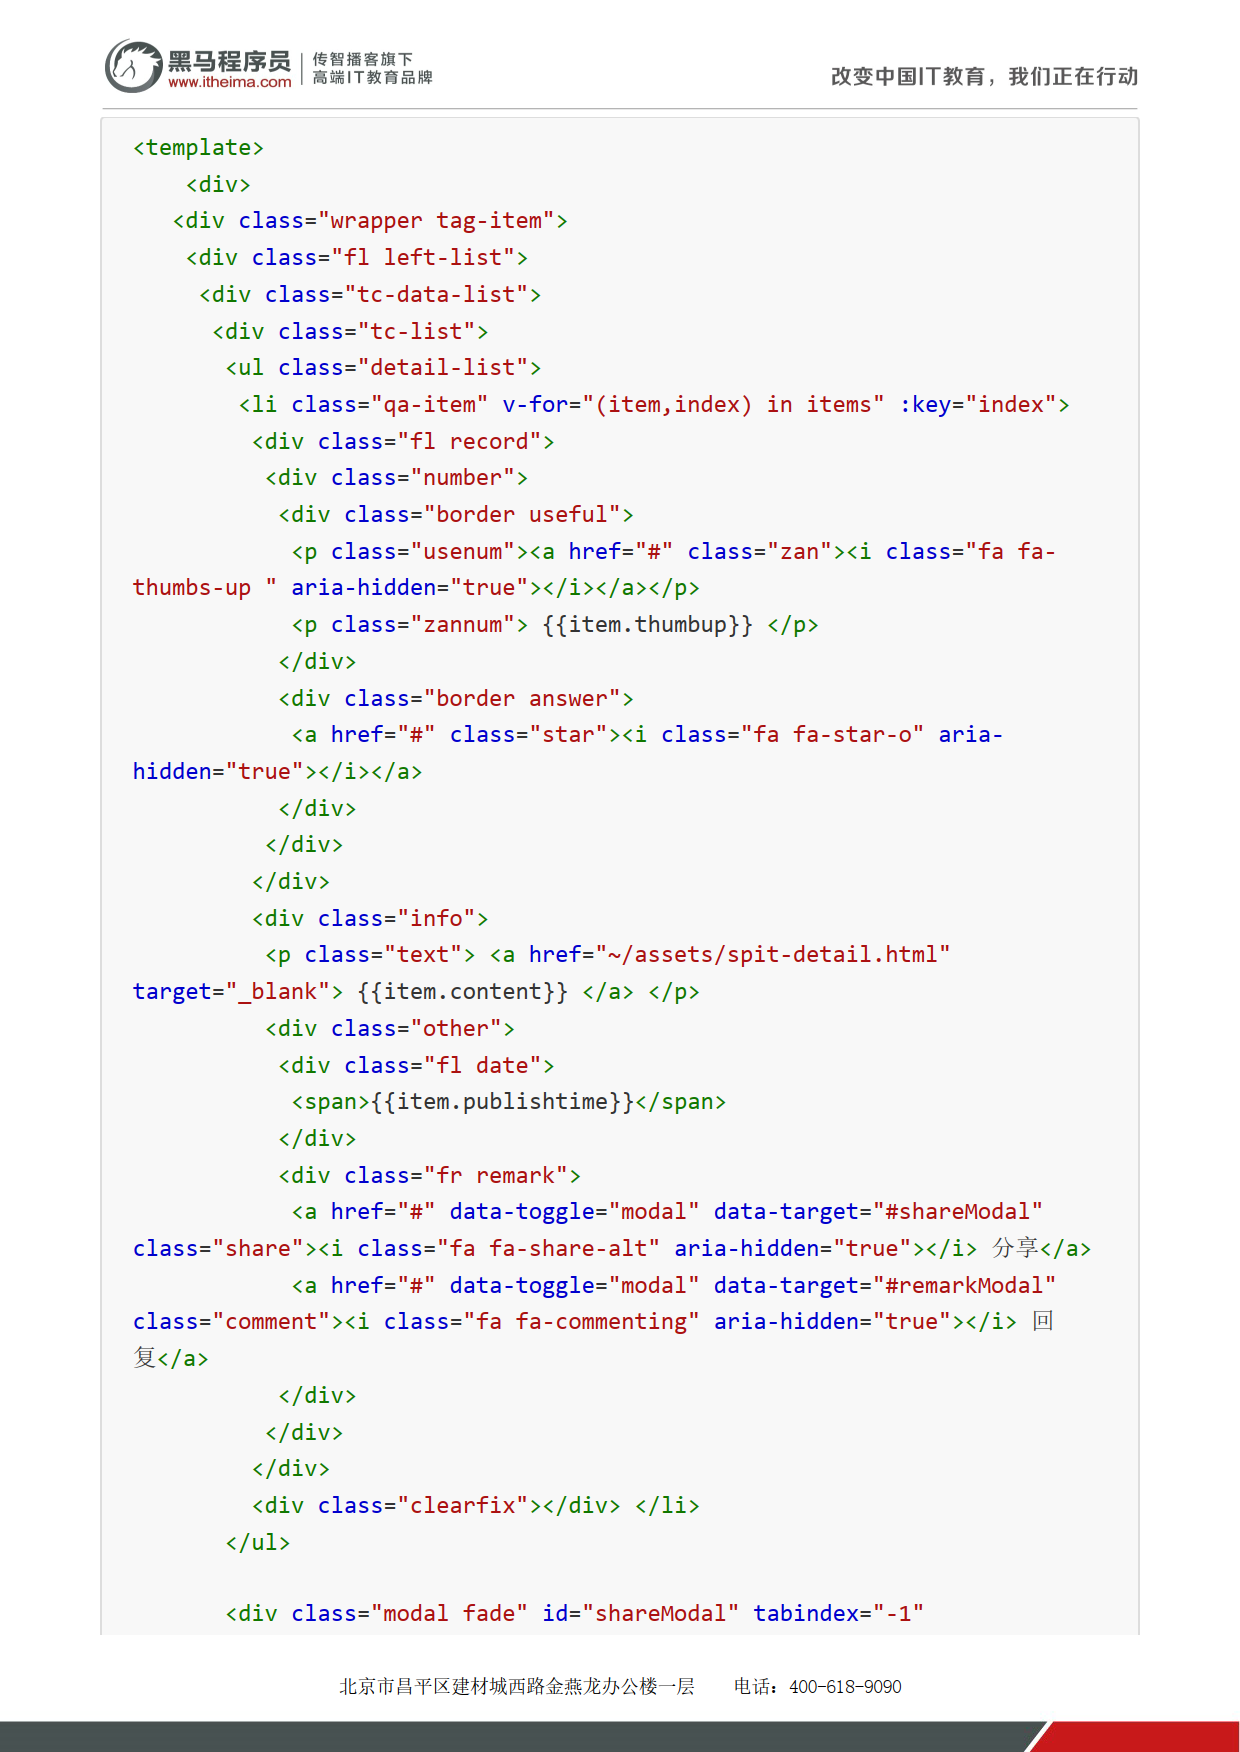 黑马程序员
www.itheima.com
传智播客旗下
高端IT教育品牌
改变中国IT教育，我们正在行动
<template>
    <div>
   <div class="wrapper tag-item">
    <div class="fl left-list">
     <div class="tc-data-list">
      <div class="tc-list">
       <ul class="detail-list">
        <li class="qa-item" v-for="(item,index) in items" :key="index">
         <div class="fl record">
          <div class="number">
           <div class="border useful">
            <p class="usenum"><a href="#" class="zan"><i class="fa fa-
thumbs-up " aria-hidden="true"></i></a></p>
            <p class="zannum"> {{item.thumbup}} </p>
           </div>
           <div class="border answer">
            <a href="#" class="star"><i class="fa fa-star-o" aria-
hidden="true"></i></a>
           </div>
          </div>
         </div>
         <div class="info">
          <p class="text"> <a href="~/assets/spit-detail.html"
target="_blank"> {{item.content}} </a> </p>
          <div class="other">
           <div class="fl date">
            <span>{{item.publishtime}}</span>
           </div>
           <div class="fr remark">
            <a href="#" data-toggle="modal" data-target="#shareModal"
class="share"><i class="fa fa-share-alt" aria-hidden="true"></i> 分享</a>
            <a href="#" data-toggle="modal" data-target="#remarkModal"
class="comment"><i class="fa fa-commenting" aria-hidden="true"></i> 回
复</a>
           </div>
          </div>
         </div>
         <div class="clearfix"></div> </li>
       </ul>
       <div class="modal fade" id="shareModal" tabindex="-1"
北京市昌平区建材城西路金燕龙办公楼一层    电话：400-618-9090